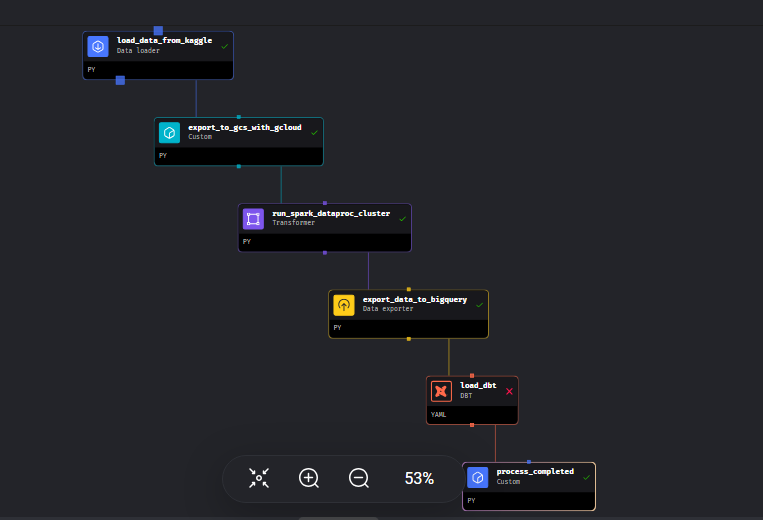 load_data_from_kaggle
Data loader
PY
export_to_gcs_with_gcloud
Custom
PY
run_spark_dataproc_cluster
Transformer
PY
export_data_to_bigquery
Data exporter
PY
load_dbt
DBT
YAML
process_completed
Custom
PY
53%